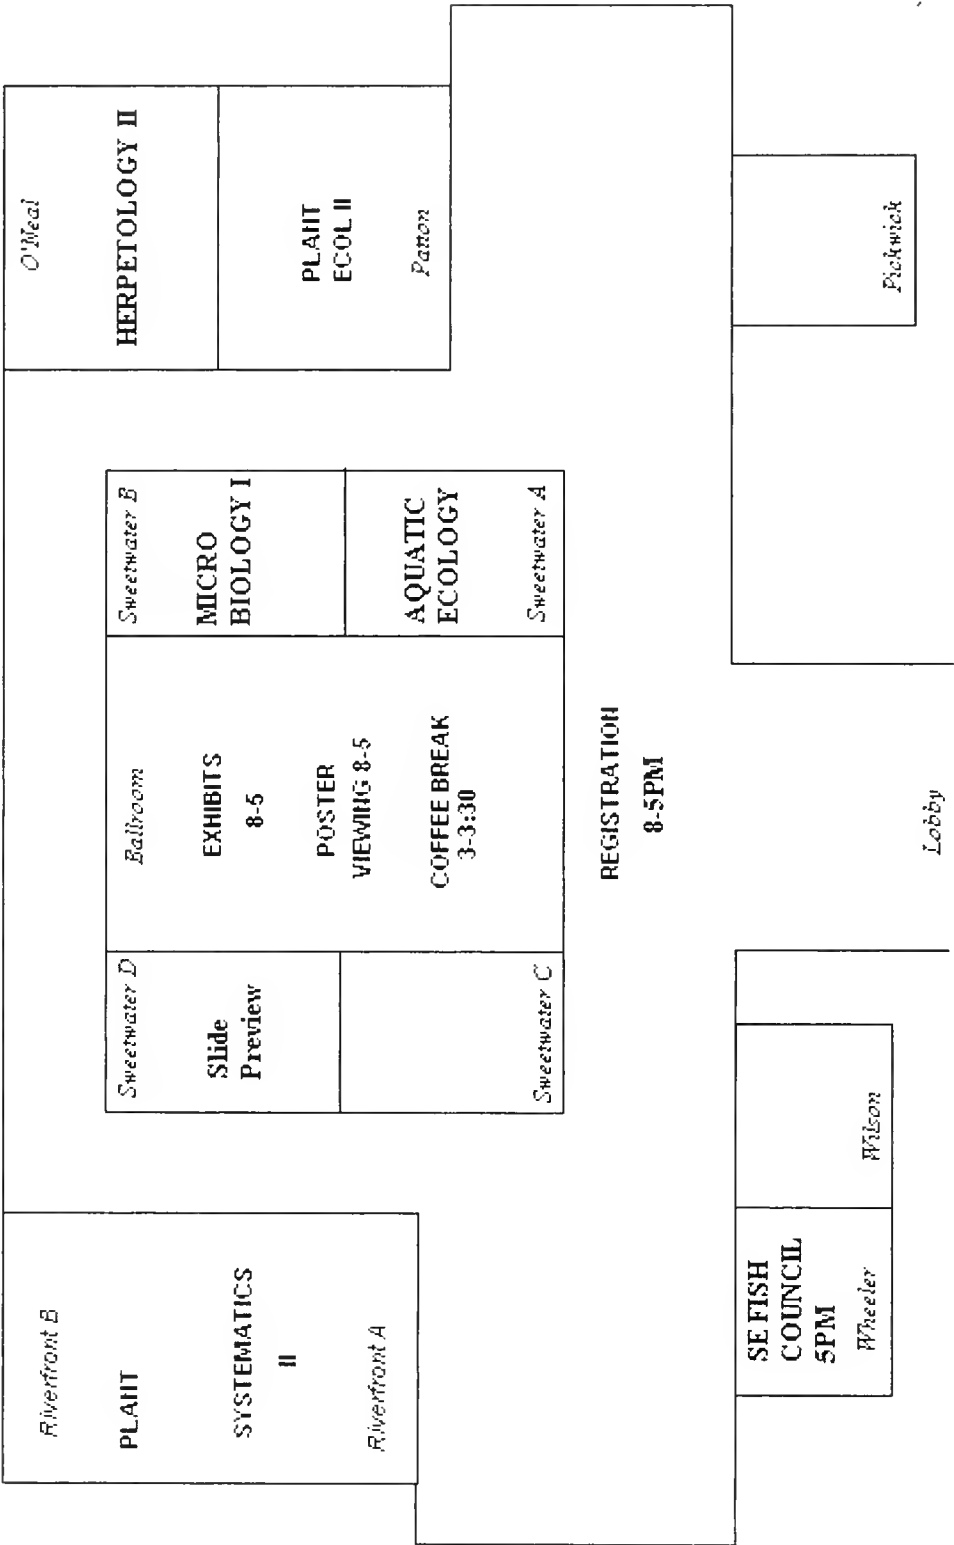 Riverfront B
PLANT
SYSTEMATICS
II
Riverfront A
Sweetwater D
Slide
Preview
Sweetwater C
Ballroom
EXHIBITS
8-5
POSTER
VIEWING 8-5
COFFEE BREAK
3-3:30
Sweetwater B
MICRO
BIOLOGY I
AQUATIC
ECOLOGY
Sweetwater A
O'Neal
HERPETOLOGY II
PLANT
ECOL II
Patton
REGISTRATION
8-5PM
SE FISH
COUNCIL
5PM
Wheeler
Wilson
Lobby
Pickwick